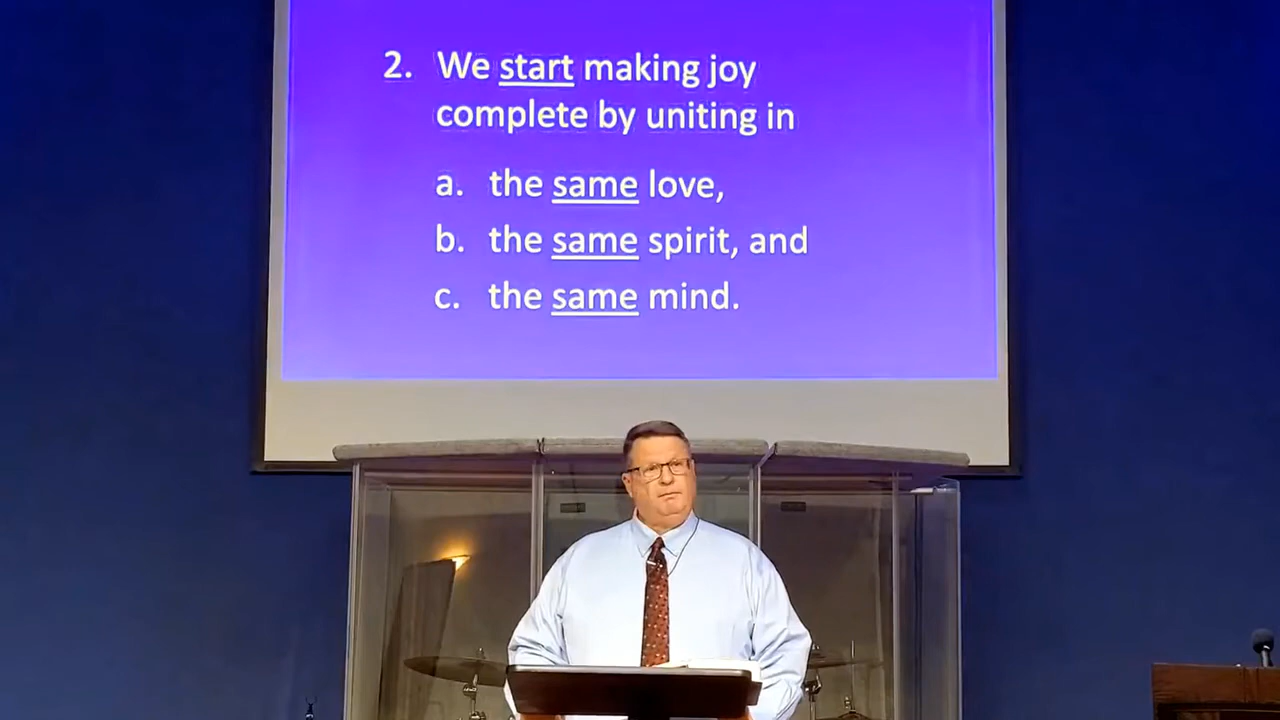 2. We start making joy
complete by uniting in
a. the same love,
b. the same spirit, and
c. the same mind.